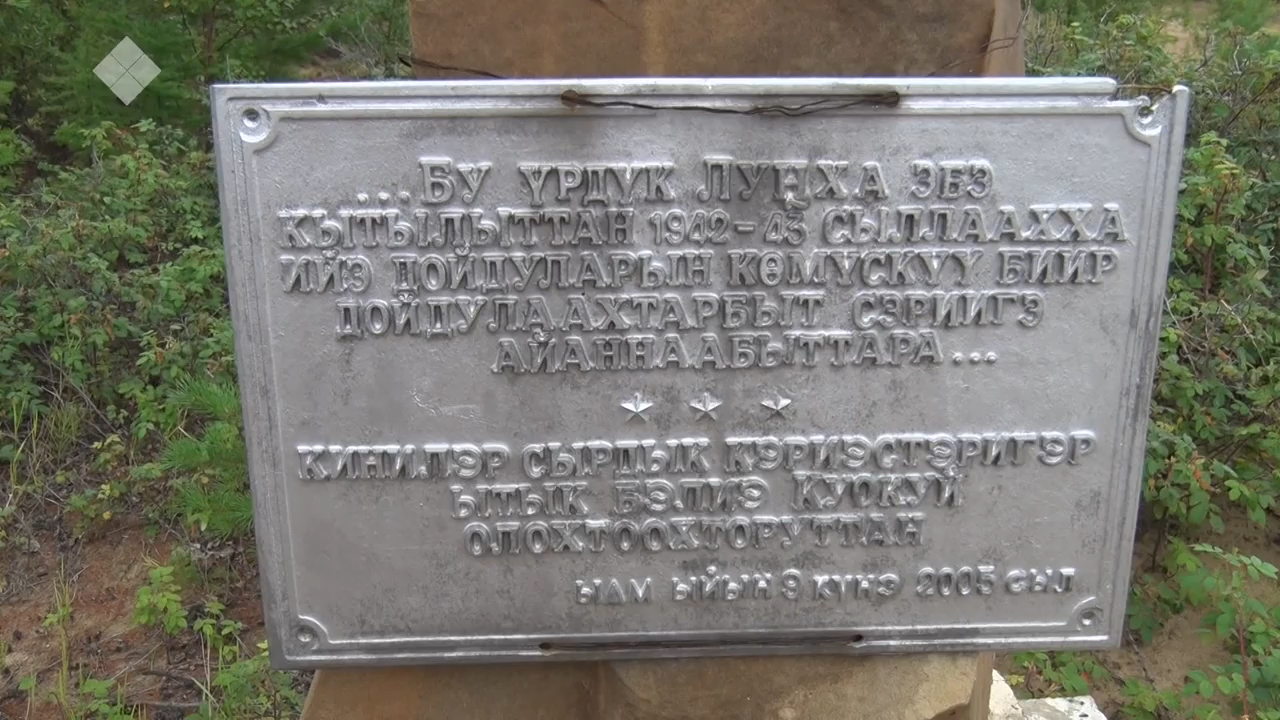 ...БУ ҮРДҮК ЛУҤХА ЭБЭ
КЫТЫЛЫТТАН 1942-43 СЫЛЛААХХА
ИЙЭ ДОЙДУЛАРЫН КӨМҮСКҮҮ БИИР
ДОЙДУЛААХТАРБЫТ СЭРИИГЭ
АЙАННААБЫТТАРА...
КИНИЛЭР СЫРДЫК КЭРИЭСТЭРИГЭР
ЫТЫК БЭЛИЭ КУОКУЙ
ОЛОХТООХТОРУТТАН
ЫАМ ЫЙЫН 9 КҮНЭ 2005 СЫЛ